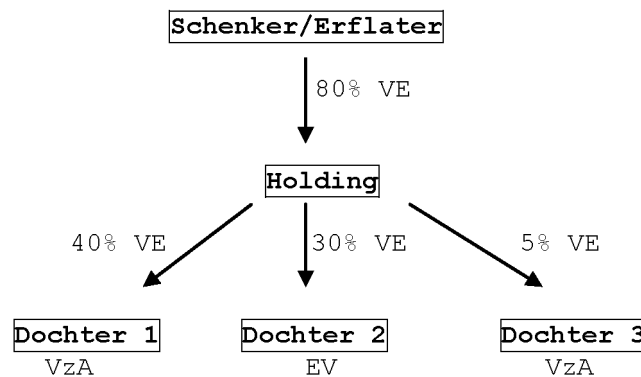 Schenker/Erflater
80% VE
Holding
40% VE 30% VE 5% VE
Dochter 1 Dochter 2 Dochter 3
VzA EV VzA